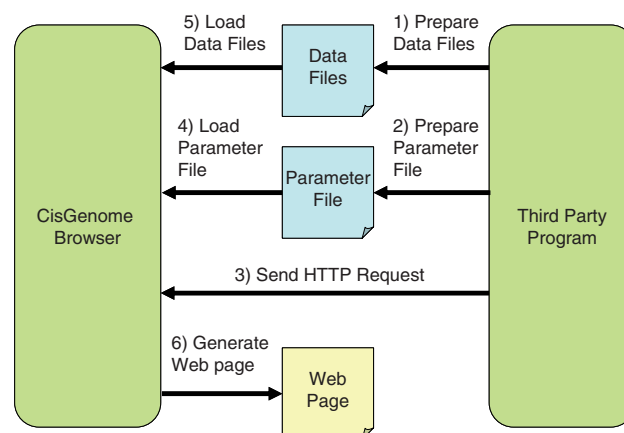 5) Load
Data Files
1) Prepare
Data Files
Data
Files
4) Load
Parameter
File
2) Prepare
Parameter
File
Parameter
File
CisGenome
Browser
Third Party
Program
3) Send HTTP Request
6) Generate
Web page
Web
Page